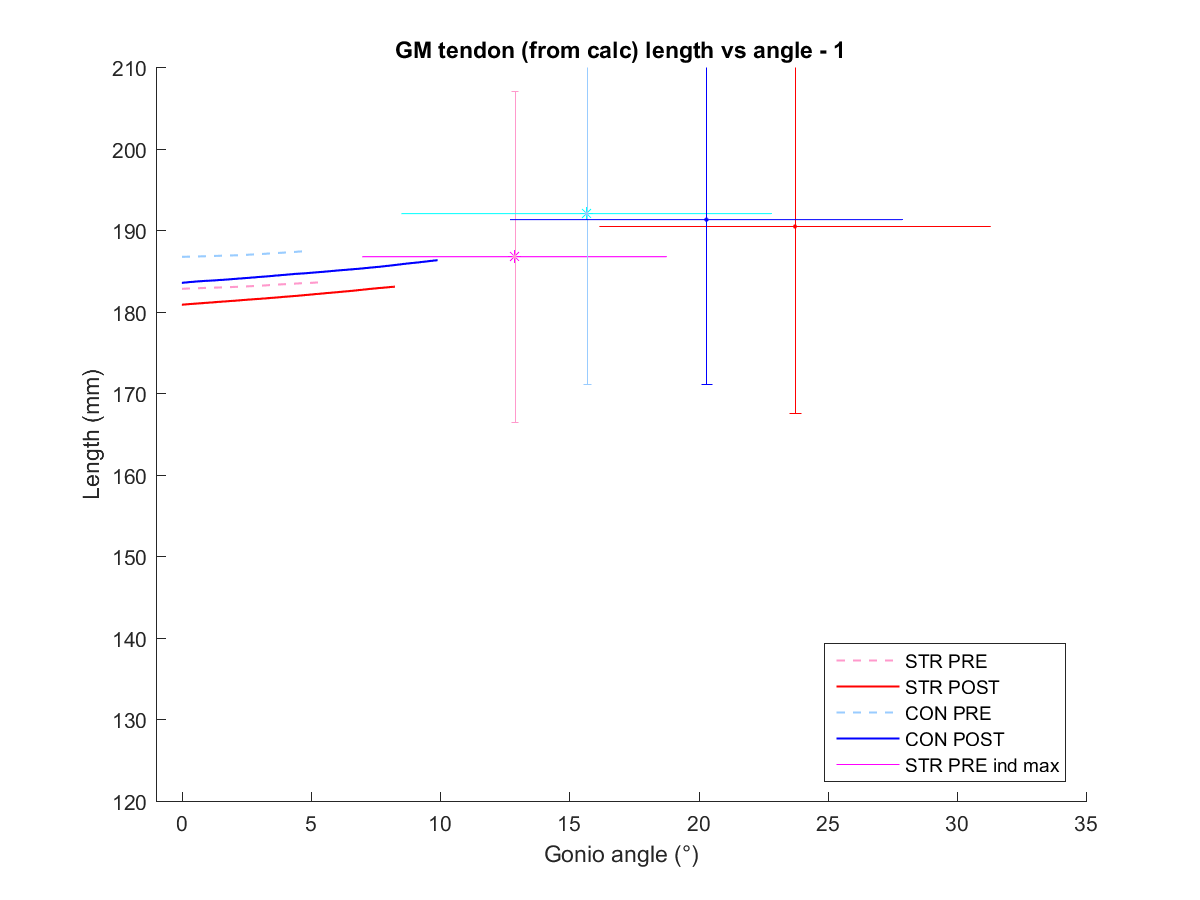 GM tendon (from calc) length vs angle - 1
210
200
190
180
170
160
150
140
130
120
Length (mm)
0 5 10 15 20 25 30 35
Gonio angle (°)
STR PRE
STR POST
CON PRE
CON POST
STR PRE ind max